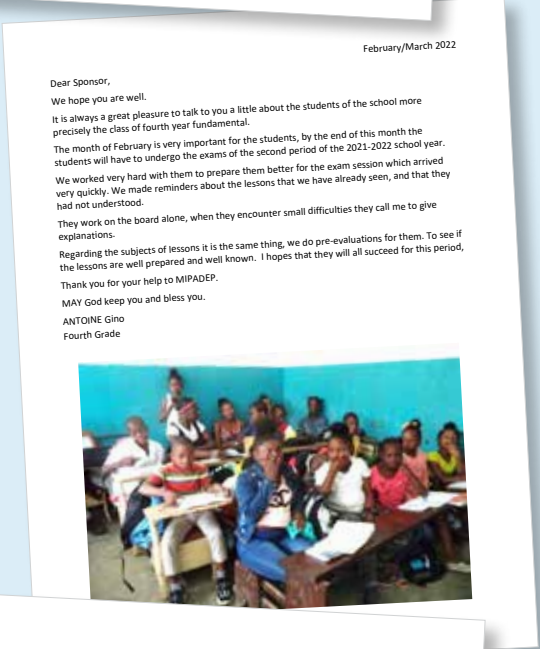 February/March 2022
Dear Sponsor,
We hope you are well.
It is always a great pleasure to talk to you a little about the students of the school more
precisely the class of fourth year fundamental.
The month of February is very important for the students, by the end of this month the
students will have to undergo the exams of the second period of the 2021-2022 school year.
We worked very hard with them to prepare them better for the exam session which arrived
very quickly. We made reminders about the lessons that we have already seen, and that they
had not understood.
They work on the board alone, when they encounter small difficulties they call me to give
explanations.
Regarding the subjects of lessons it is the same thing, we do pre-evaluations for them. To see if
the lessons are well prepared and well known.  I hopes that they will all succeed for this period,
Thank you for your help to MIPADEP.
MAY God keep you and bless you.
ANTOINE Gino
Fourth Grade